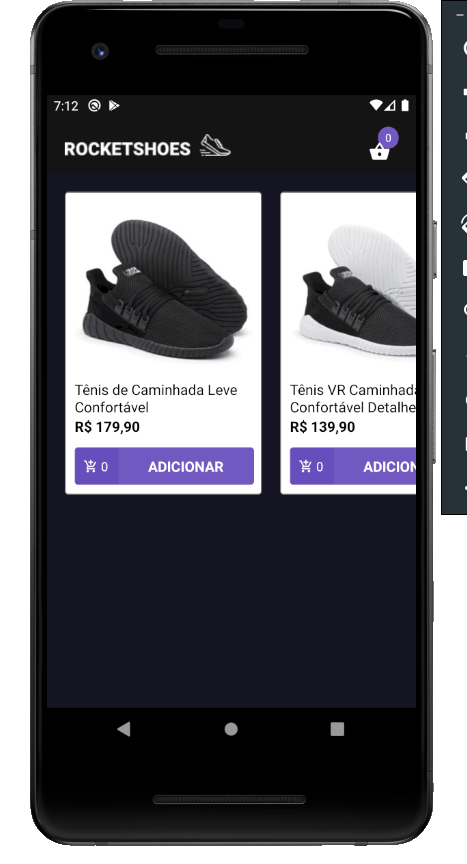 7:12
ROCKETSHOES
0
Tênis de Caminhada Leve
Confortável
R$ 179,90
0 ADICIONAR
Tênis VR Caminhada
Confortável Detalhe
R$ 139,90
0 ADICION